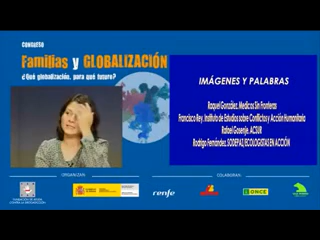 CONGRESO
Familias y GLOBALIZACIÓN
¿Qué globalización, para qué futuro?
IMÁGENES Y PALABRAS
Raquel González, Medicos Sin Fronteras
Francisco Rey, Instituto de Estudios sobre Conflictos y Acción Humanitaria
Rafael Gasenje, ACSUR
Rodrigo Fernández, SODEPAZ/ECOLOGISTAS EN ACCIÓN
ORGANIZAN:
COLABORAN:
renfe
ONCE